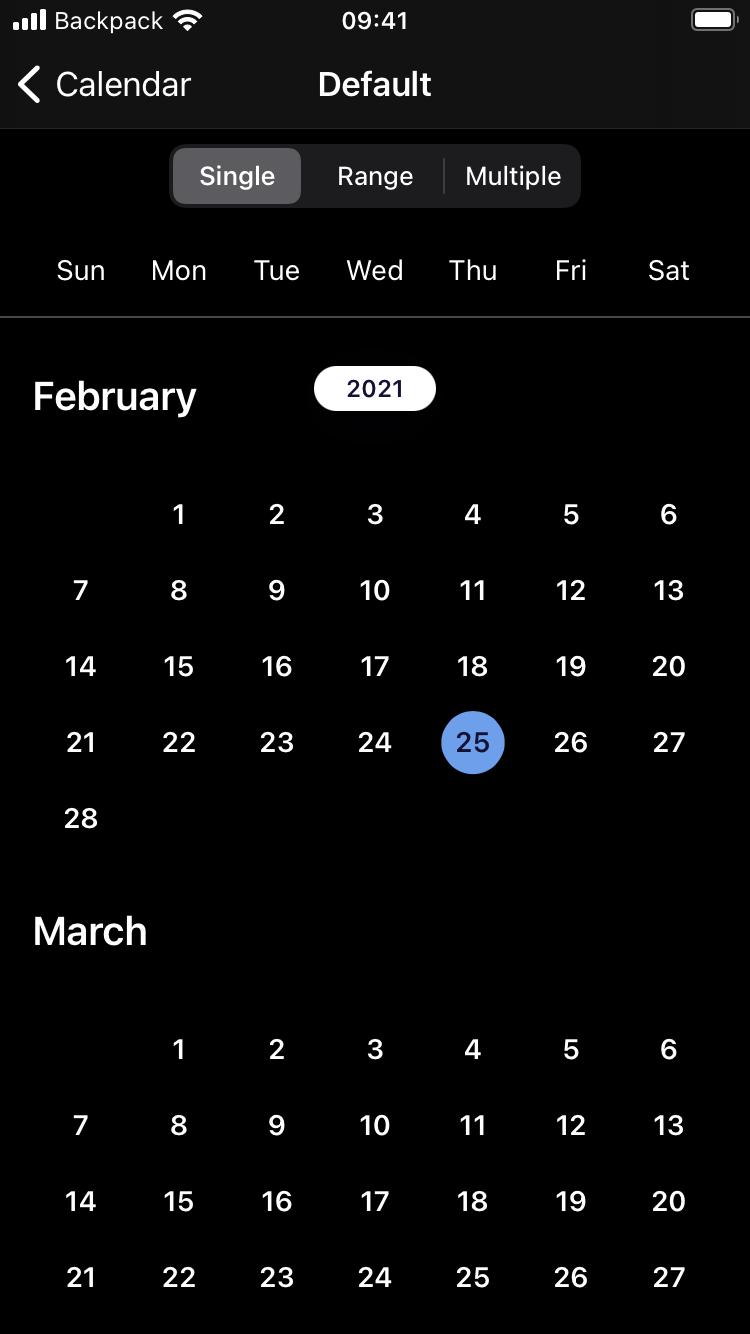 Backpack 09:41
Calendar Default
Single Range Multiple
Sun Mon Tue Wed Thu Fri Sat
February 2021
1 2 3 4 5 6
7 8 9 10 11 12 13
14 15 16 17 18 19 20
21 22 23 24 25 26 27
28
March
1 2 3 4 5 6
7 8 9 10 11 12 13
14 15 16 17 18 19 20
21 22 23 24 25 26 27